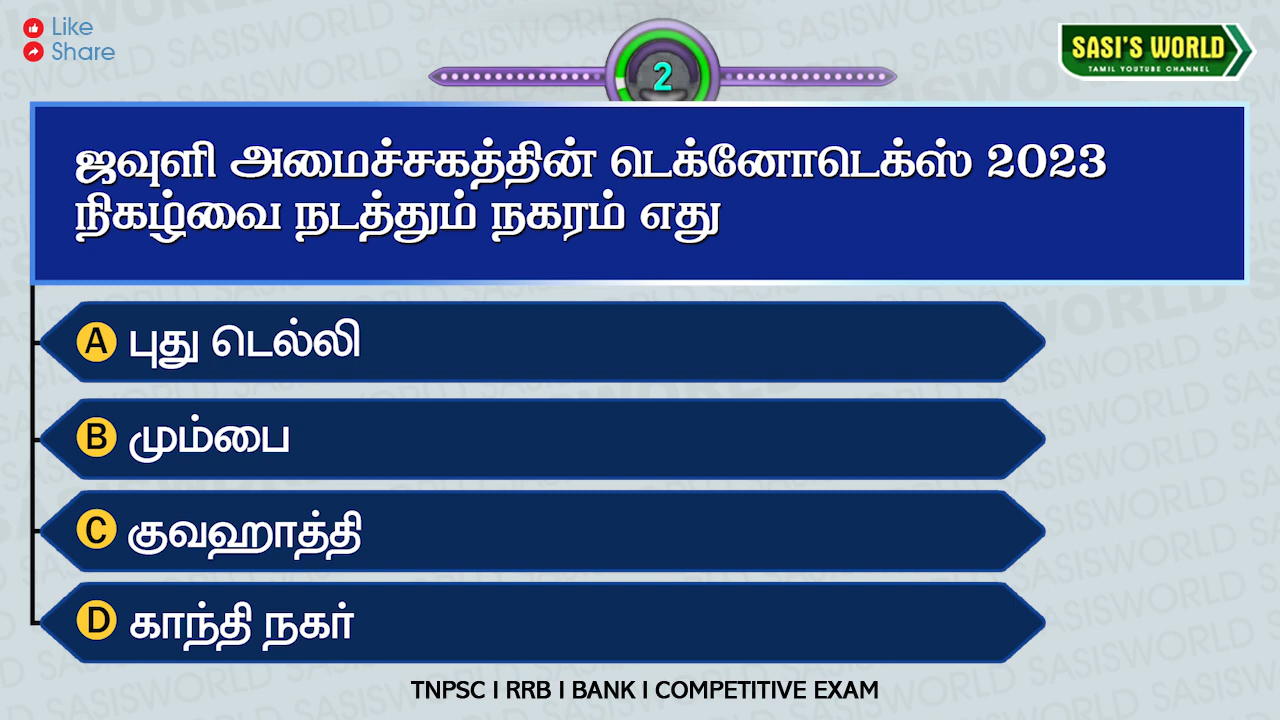 Like
Share
2
SASI'S WORLD
TAMIL YOUTUBE CHANNEL
ஜவுளி அமைச்சகத்தின் டெக்னோடெக்ஸ் 2023
நிகழ்வை நடத்தும் நகரம் எது
A புது டெல்லி
B மும்பை
C குவஹாத்தி
D காந்தி நகர்
TNPSC I RRB I BANK I COMPETITIVE EXAM